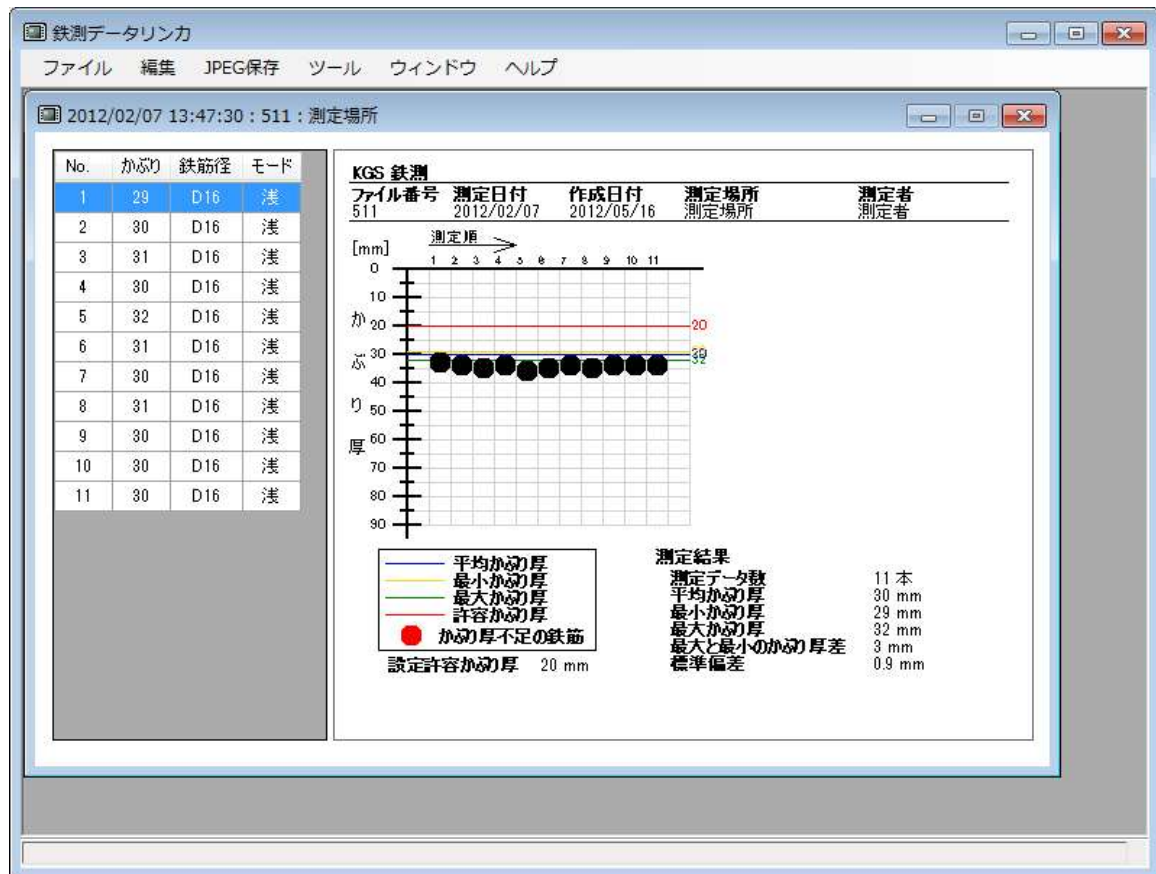 鉄測データリンカ
ファイル 編集 JPEG保存 ツール ウィンドウ ヘルプ
2012/02/07 13:47:30 : 511 : 測定場所
No. かぶり 鉄筋径 モード
1 29 D16 浅
2 30 D16 浅
3 31 D16 浅
4 30 D16 浅
5 32 D16 浅
6 31 D16 浅
7 30 D16 浅
8 31 D16 浅
9 30 D16 浅
10 30 D16 浅
11 30 D16 浅
KGS 鉄測
ファイル番号 測定日付 作成日付 測定場所 測定者
511 2012/02/07 2012/05/16 測定場所 測定者
測定順
[mm]
1 2 3 4 5 6 7 8 9 10 11
0
10
20
30
40
50
60
70
80
90
かぶり厚
20
32
平均かぶり厚
最小かぶり厚
最大かぶり厚
許容かぶり厚
かぶり厚不足の鉄筋
設定許容かぶり厚 20 mm
測定結果
測定データ数 11 本
平均かぶり厚 30 mm
最小かぶり厚 29 mm
最大かぶり厚 32 mm
最大と最小のかぶり厚差 3 mm
標準偏差 0.9 mm